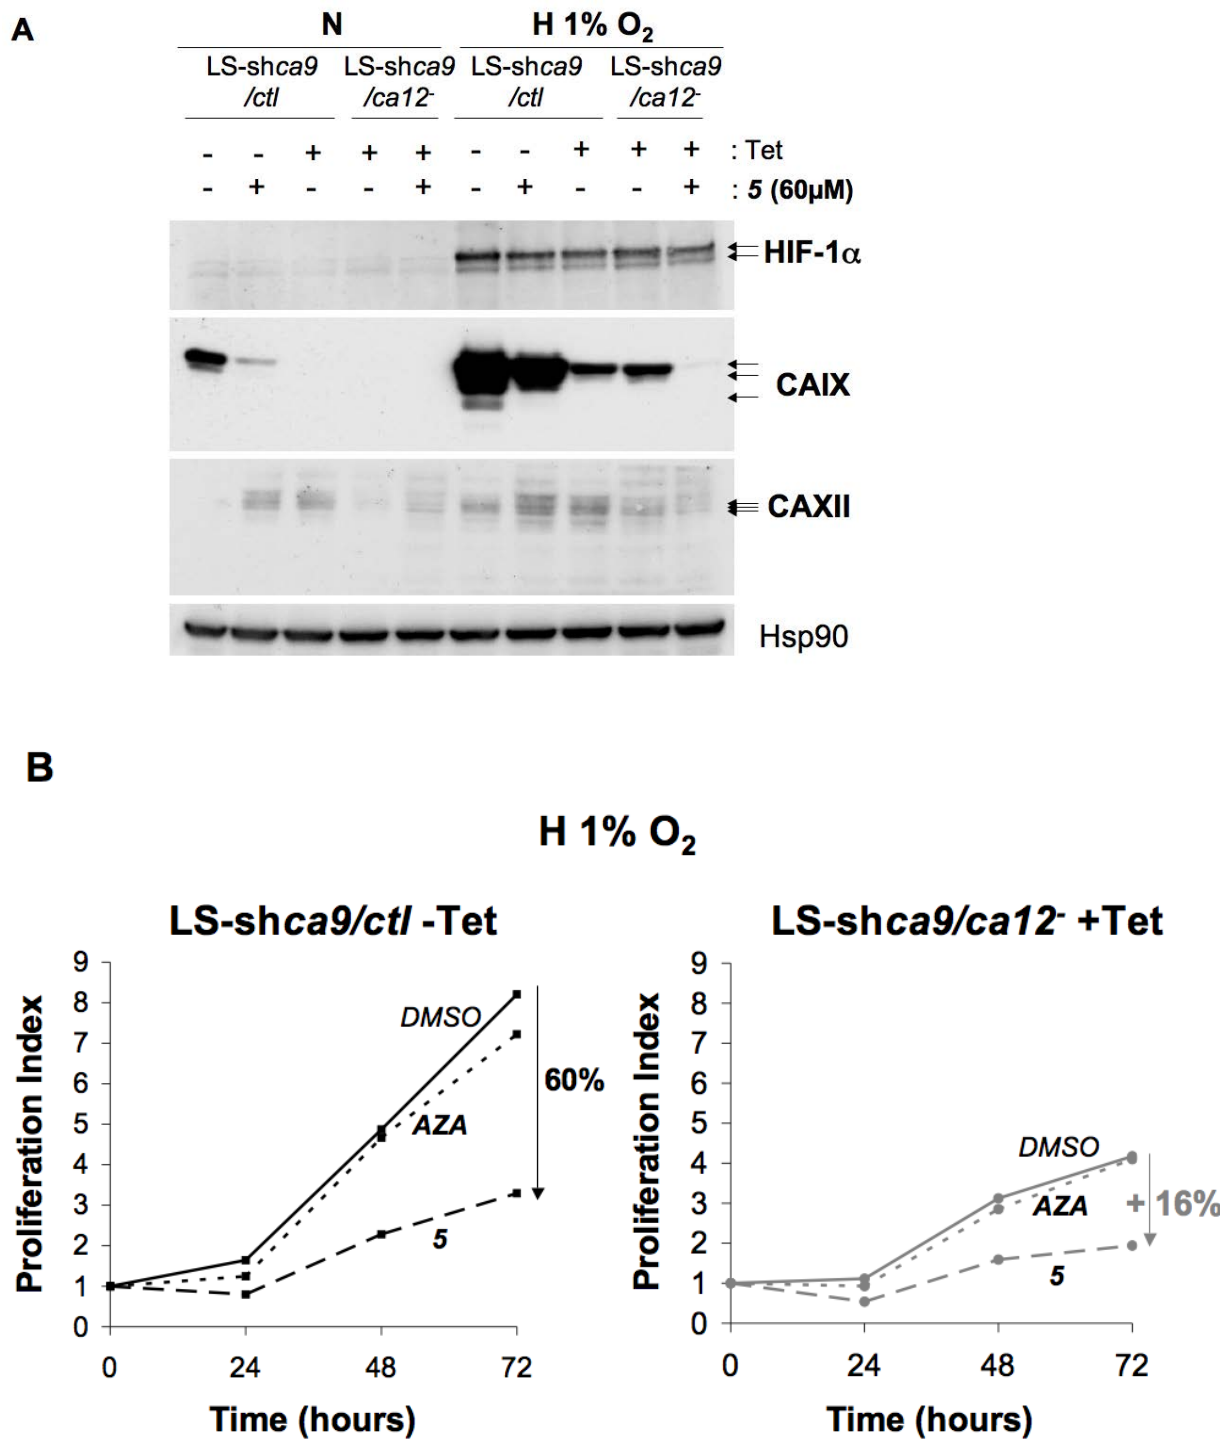 A
N H 1% O₂
LS-shca9 LS-shca9 LS-shca9 LS-shca9
/ctl /ca12⁻ /ctl /ca12⁻
- - + + + - - + + + : Tet
- + - - + - + - - + : 5 (60µM)
HIF-1α
CAIX
CAXII
Hsp90
B
H 1% O₂
LS-shca9/ctl -Tet
Proliferation Index
9
8
7
6
5
4
3
2
1
0
DMSO
60%
AZA
5
0 24 48 72
Time (hours)
LS-shca9/ca12⁻ +Tet
Proliferation Index
9
8
7
6
5
4
3
2
1
0
DMSO
AZA + 16%
5
0 24 48 72
Time (hours)